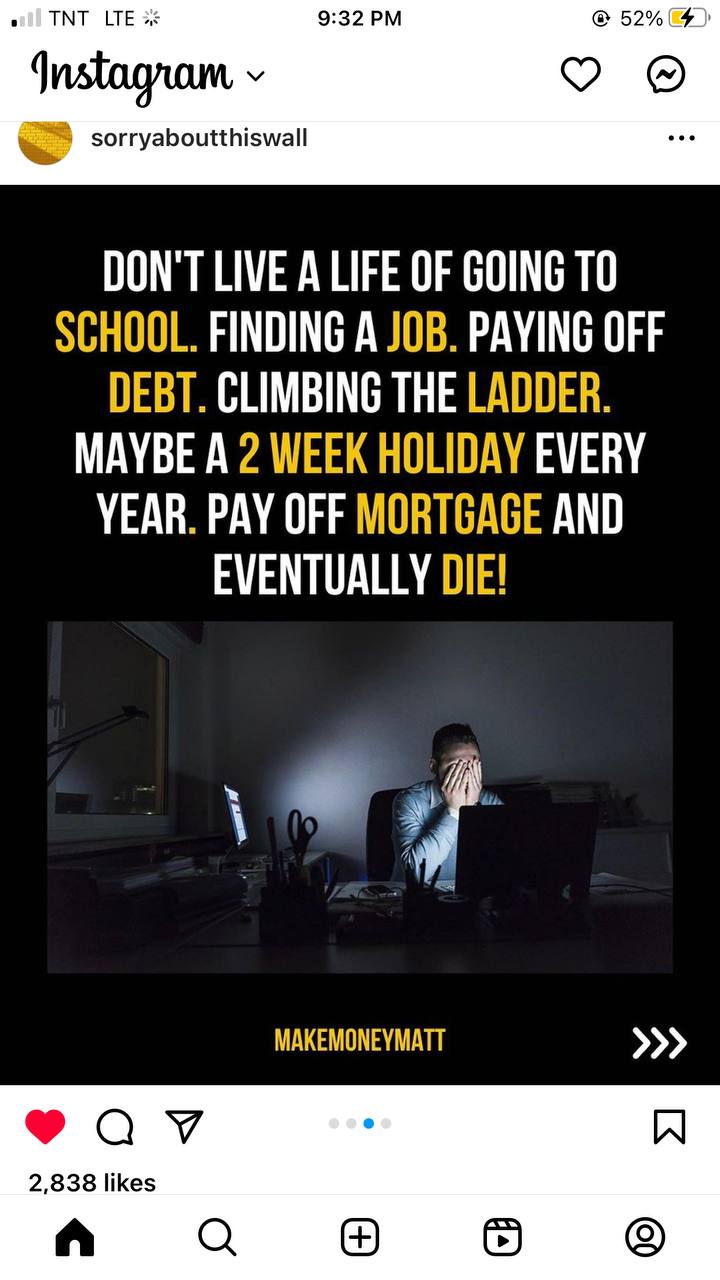 TNT LTE 9:32 PM 52%
Instagram
sorryaboutthiswall
DON'T LIVE A LIFE OF GOING TO
SCHOOL. FINDING A JOB. PAYING OFF
DEBT. CLIMBING THE LADDER.
MAYBE A 2 WEEK HOLIDAY EVERY
YEAR. PAY OFF MORTGAGE AND
EVENTUALLY DIE!
MAKEMONEYMATT
2,838 likes